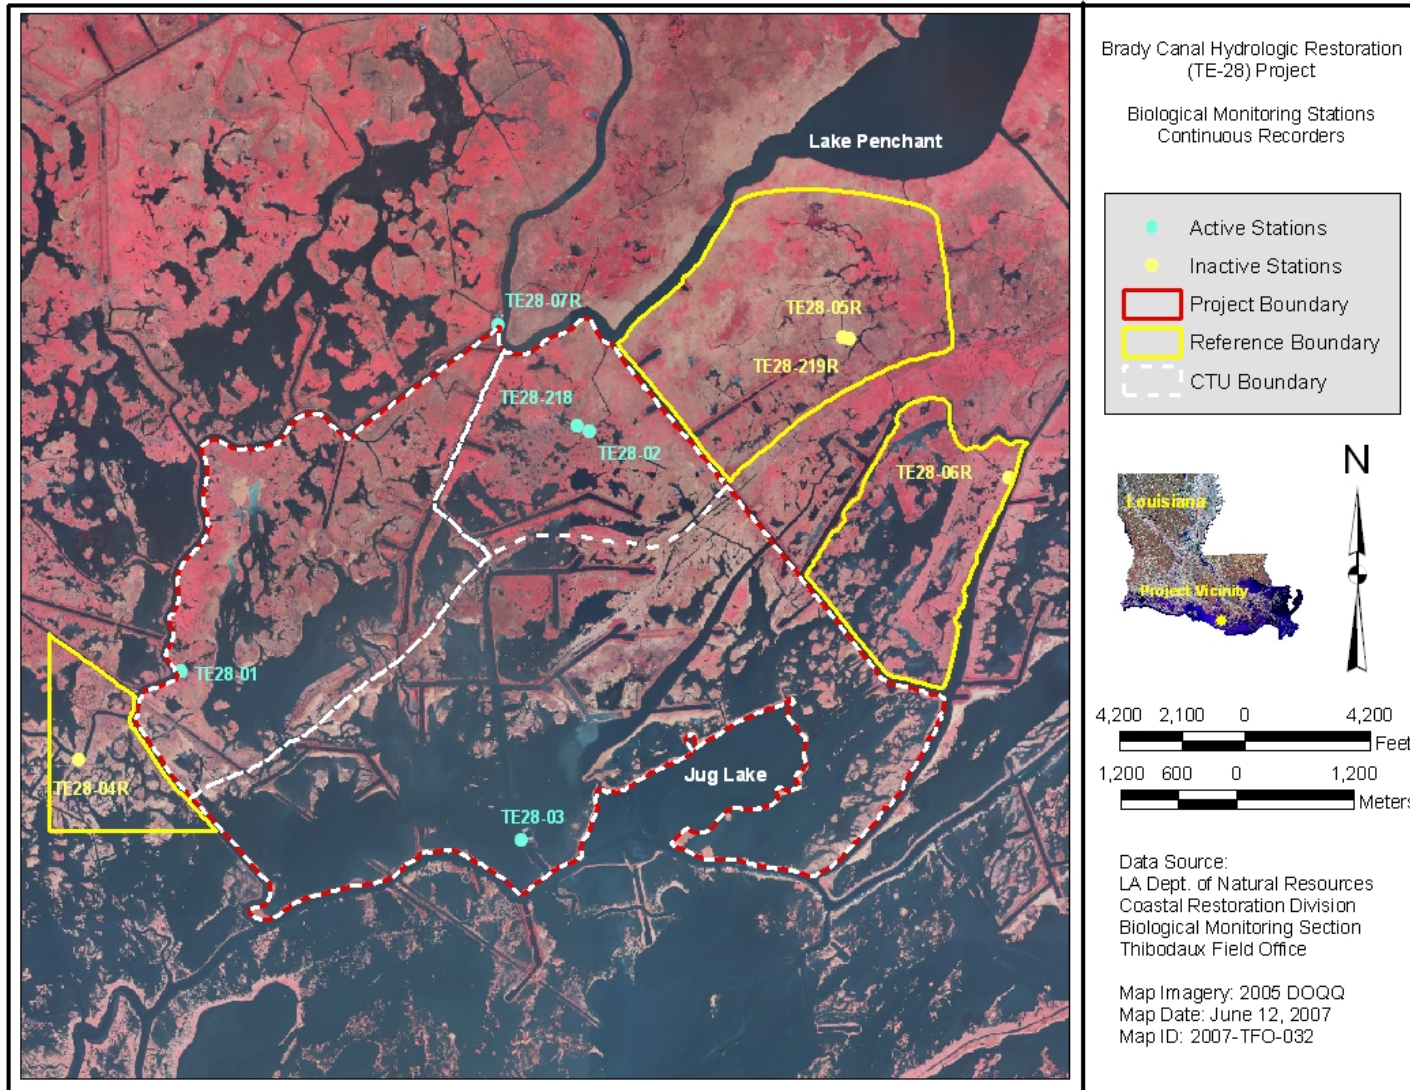 Lake Penchant
TE28-07R
TE28-05R
TE28-219R
TE28-218
TE28-02
TE28-06R
TE28-01
TE28-04R
Jug Lake
TE28-03
Brady Canal Hydrologic Restoration
(TE-28) Project
Biological Monitoring Stations
Continuous Recorders
Active Stations
Inactive Stations
Project Boundary
Reference Boundary
CTU Boundary
N
Louisiana
Project Vicinity
4,200 2,100 0 4,200
Feet
1,200 600 0 1,200
Meters
Data Source:
LA Dept. of Natural Resources
Coastal Restoration Division
Biological Monitoring Section
Thibodaux Field Office
Map Imagery: 2005 DOQQ
Map Date: June 12, 2007
Map ID: 2007-TFO-032